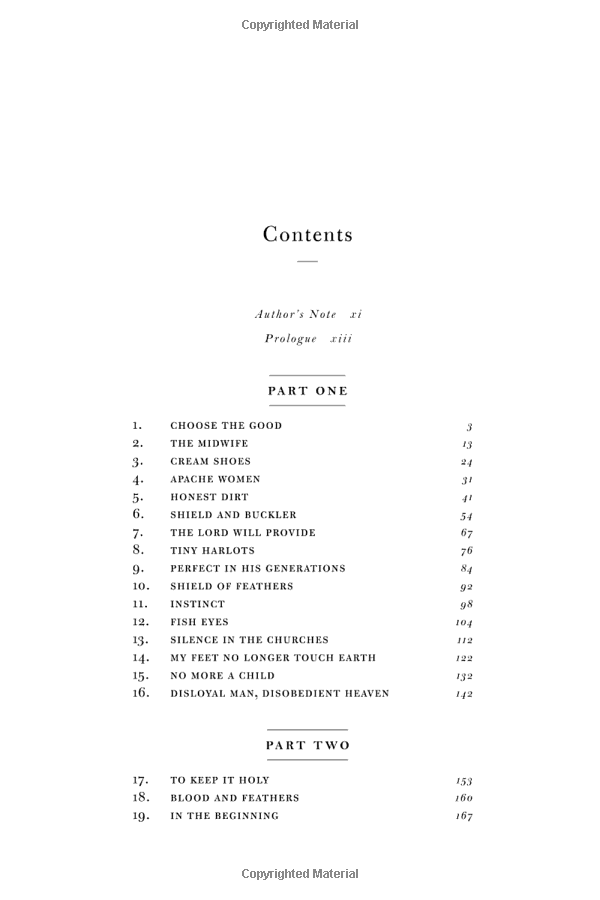 Copyrighted Material
Contents
Author's Note xi
Prologue xiii
PART ONE
1. CHOOSE THE GOOD 3
2. THE MIDWIFE 13
3. CREAM SHOES 24
4. APACHE WOMEN 31
5. HONEST DIRT 41
6. SHIELD AND BUCKLER 54
7. THE LORD WILL PROVIDE 67
8. TINY HARLOTS 76
9. PERFECT IN HIS GENERATIONS 84
10. SHIELD OF FEATHERS 92
11. INSTINCT 98
12. FISH EYES 104
13. SILENCE IN THE CHURCHES 112
14. MY FEET NO LONGER TOUCH EARTH 122
15. NO MORE A CHILD 132
16. DISLOYAL MAN, DISOBEDIENT HEAVEN 142
PART TWO
17. TO KEEP IT HOLY 153
18. BLOOD AND FEATHERS 160
19. IN THE BEGINNING 167
Copyrighted Material